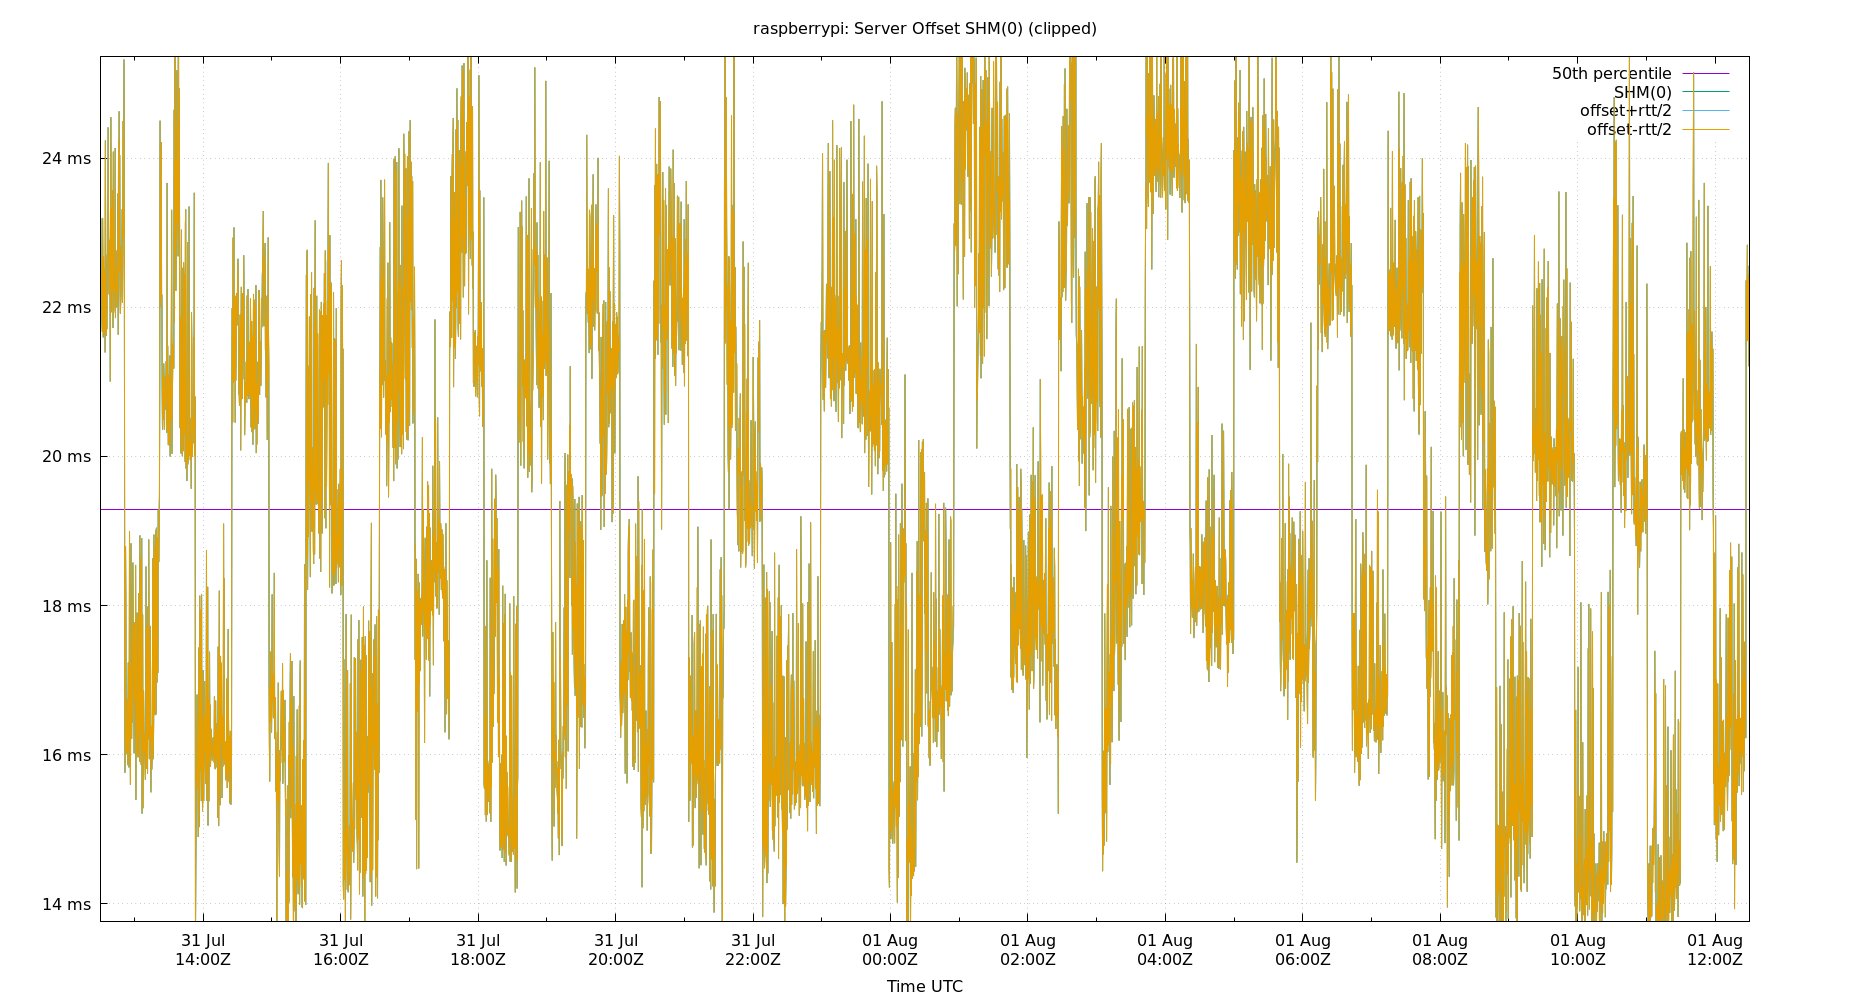 raspberrypi: Server Offset SHM(0) (clipped)
50th percentile
SHM(0)
offset+rtt/2
offset-rtt/2
24 ms
22 ms
20 ms
18 ms
16 ms
14 ms
31 Jul 31 Jul 31 Jul 31 Jul 31 Jul 01 Aug 01 Aug 01 Aug 01 Aug 01 Aug 01 Aug 01 Aug
14:00Z 16:00Z 18:00Z 20:00Z 22:00Z 00:00Z 02:00Z 04:00Z 06:00Z 08:00Z 10:00Z 12:00Z
Time UTC